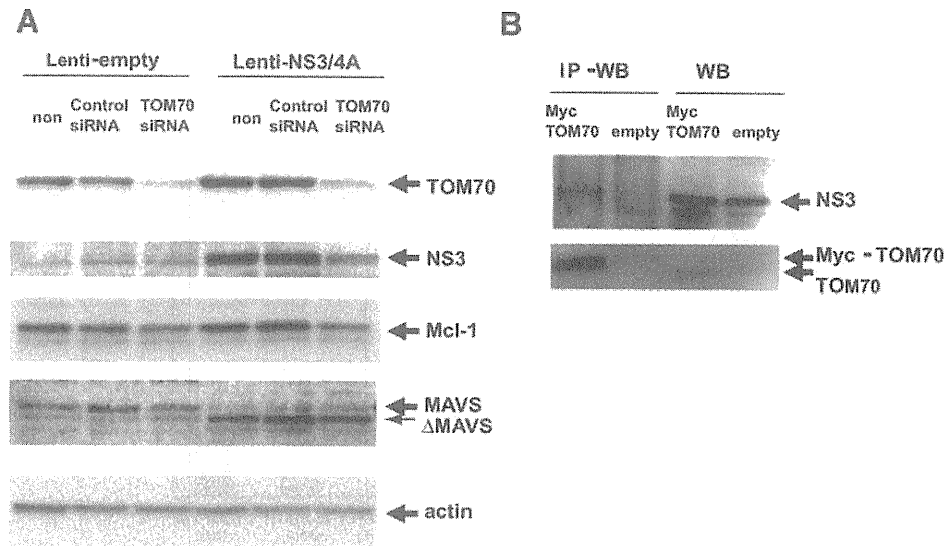 A
Lenti-empty
Lenti-NS3/4A
non
Control siRNA
TOM70 siRNA
non
Control siRNA
TOM70 siRNA
TOM70
NS3
Mcl-1
MAVS
ΔMAVS
actin
B
IP -WB
WB
Myc TOM70
empty
Myc TOM70
empty
NS3
Myc - TOM70
TOM70